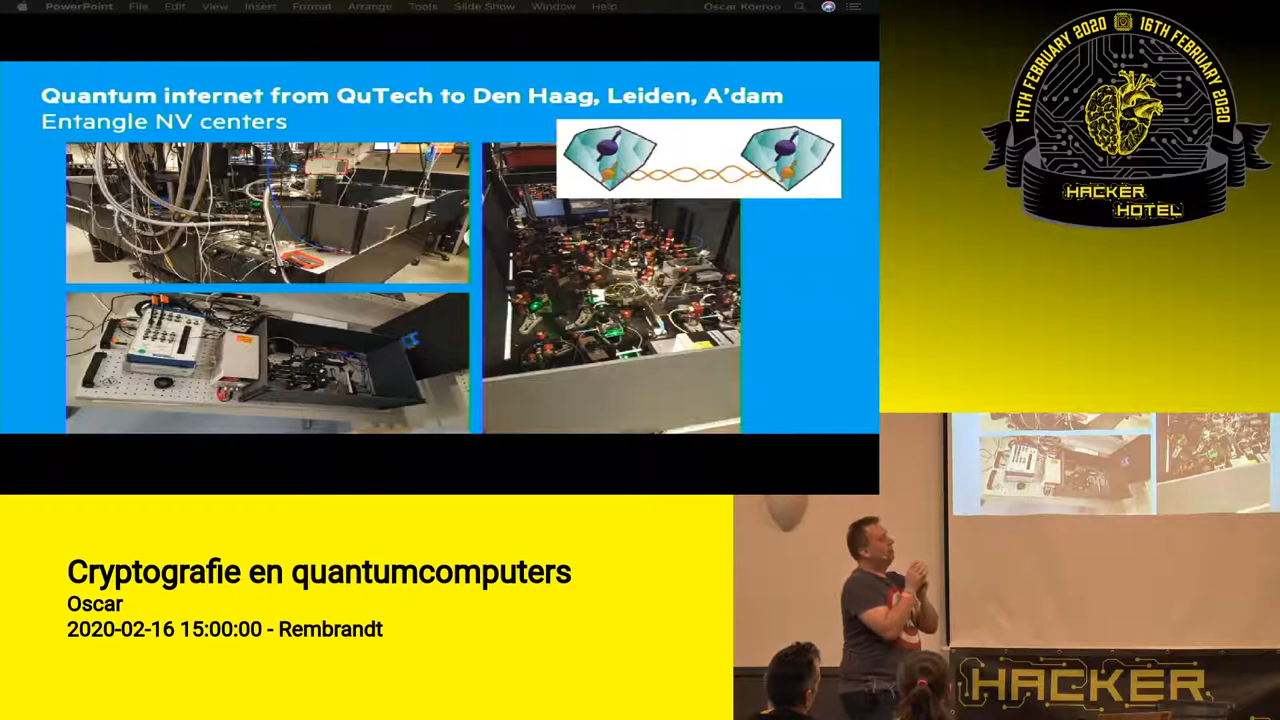 PowerPoint File Edit View Insert Format Arrange Tools Slide Show Window Help Oscar Koeroo
Quantum internet from QuTech to Den Haag, Leiden, A'dam
Entangle NV centers
14TH FEBRUARY 2020 16TH FEBRUARY 2020
HACKER
HOTEL
Cryptografie en quantumcomputers
Oscar
2020-02-16 15:00:00 - Rembrandt
HACKER